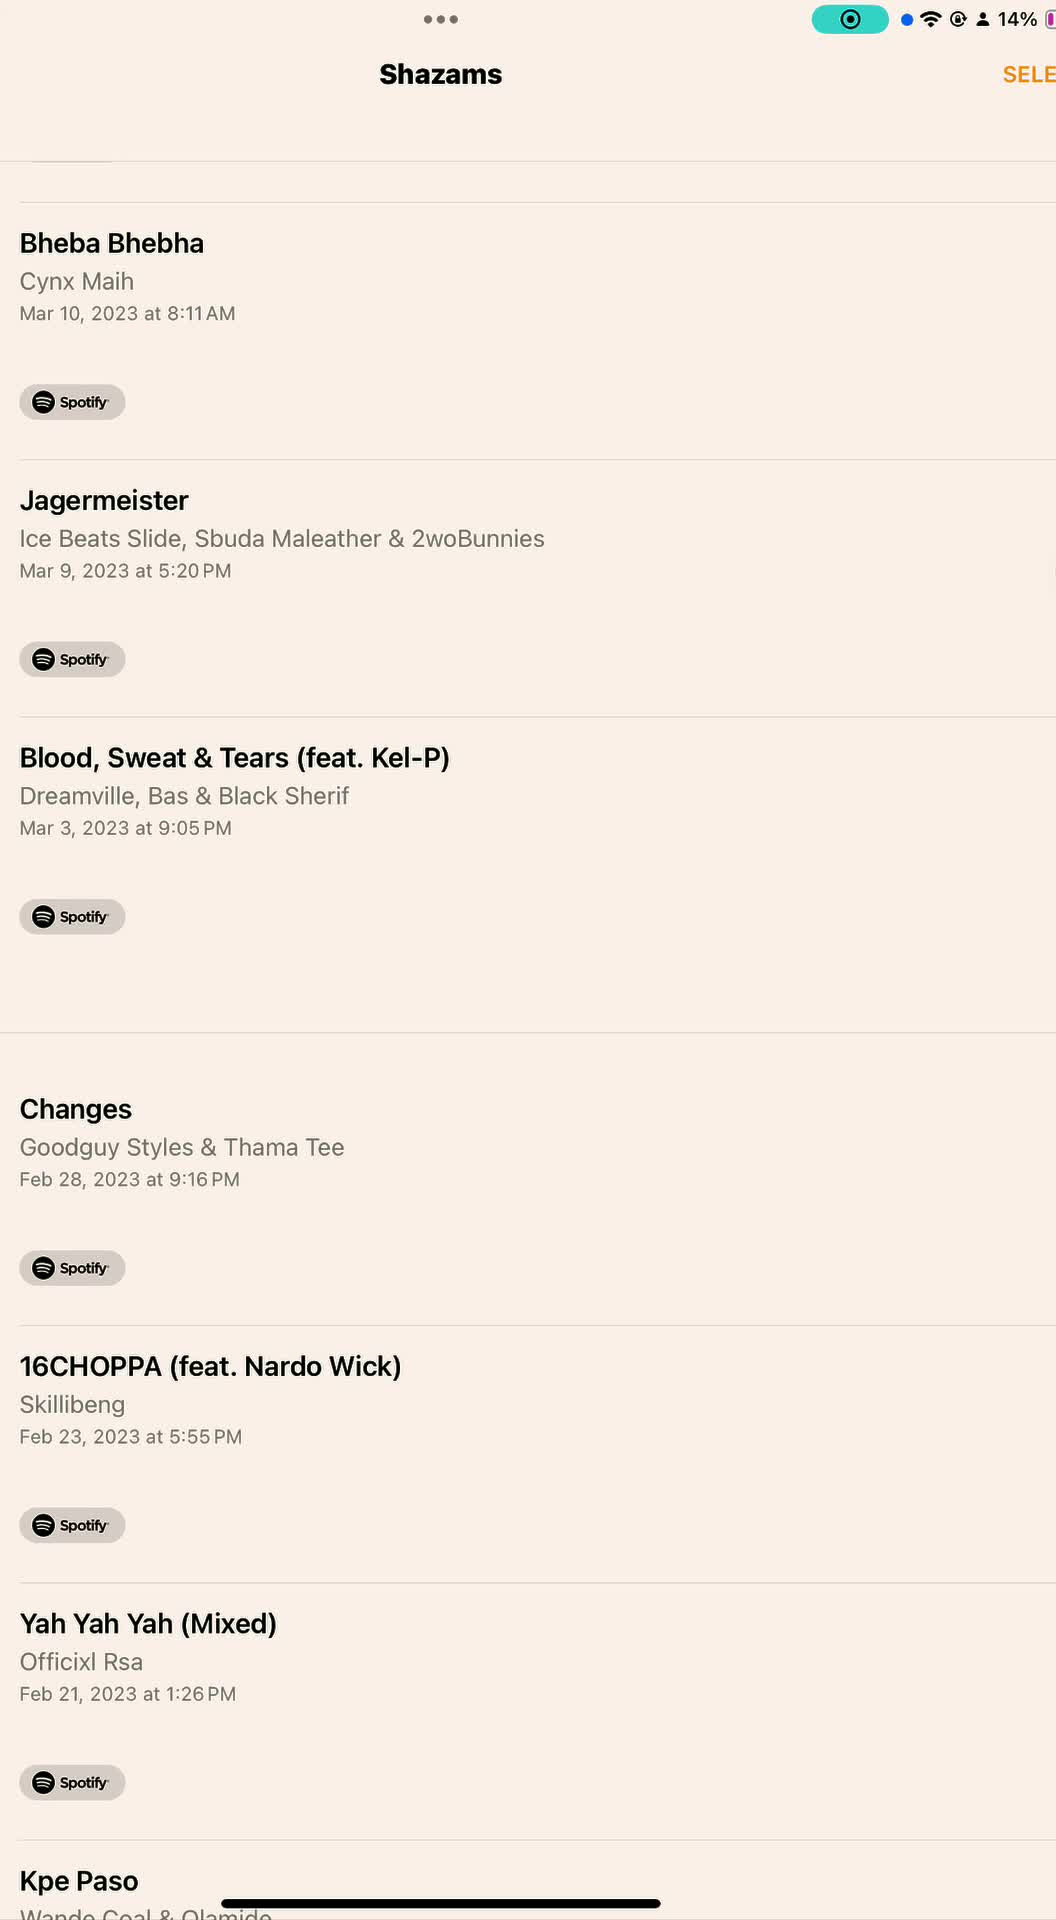 14%
Shazams
SELE
Bheba Bhebha
Cynx Maih
Mar 10, 2023 at 8:11 AM
Spotify
Jagermeister
Ice Beats Slide, Sbuda Maleather & 2woBunnies
Mar 9, 2023 at 5:20 PM
Spotify
Blood, Sweat & Tears (feat. Kel-P)
Dreamville, Bas & Black Sherif
Mar 3, 2023 at 9:05 PM
Spotify
Changes
Goodguy Styles & Thama Tee
Feb 28, 2023 at 9:16 PM
Spotify
16CHOPPA (feat. Nardo Wick)
Skillibeng
Feb 23, 2023 at 5:55 PM
Spotify
Yah Yah Yah (Mixed)
Officixl Rsa
Feb 21, 2023 at 1:26 PM
Spotify
Kpe Paso
Wande Coal & Olamide